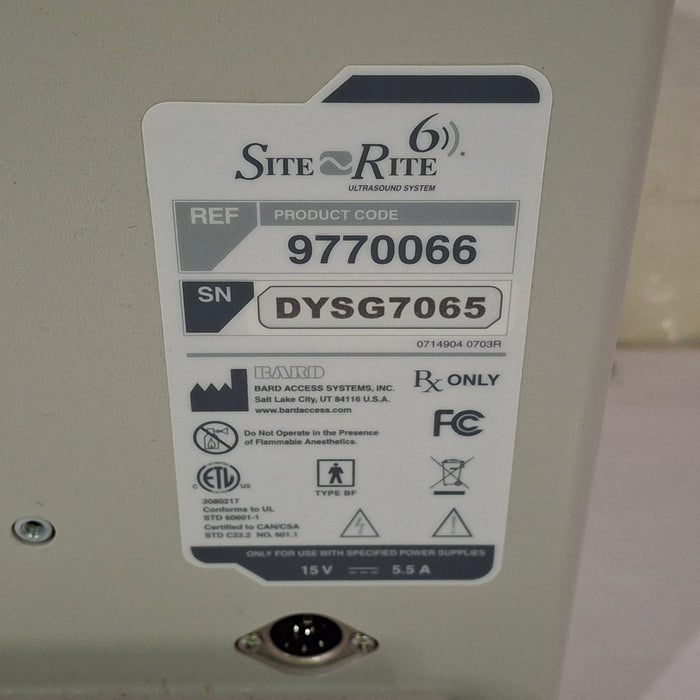 SITE RITE 6 *
ULTRASOUND SYSTEM
REF PRODUCT CODE
9770066
SN DYSG7065
0714904 0703R
BARD
BARD ACCESS SYSTEMS, INC.
Salt Lake City, UT 84116 U.S.A.
www.bardaccess.com
Rx ONLY
Do Not Operate in the Presence
of Flammable Anesthetics.
FC
C ETL US
3080217
Conforms to UL
STD 60601-1
Certified to CAN/CSA
STD C22.2 NO. 601.1
TYPE BF
ONLY FOR USE WITH SPECIFIED POWER SUPPLIES
15 V 5.5 A